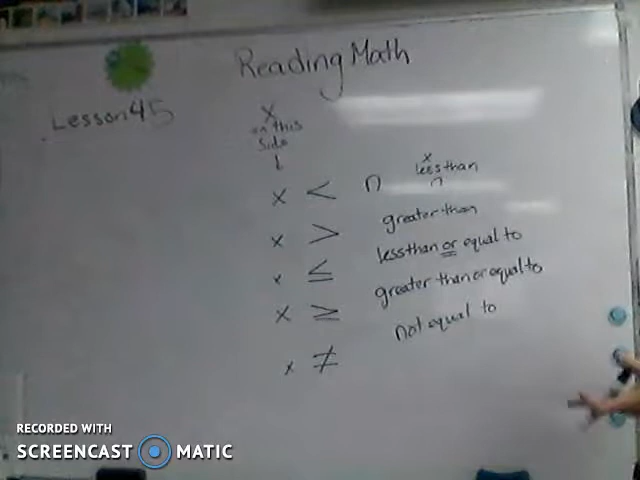 Reading Math
Lesson 45
x
on this
side
↓
x < n
x
less than
n
x >
greater than
x ≤
less than or equal to
x ≥
greater than or equal to
x ≠
not equal to
RECORDED WITH
SCREENCAST MATIC